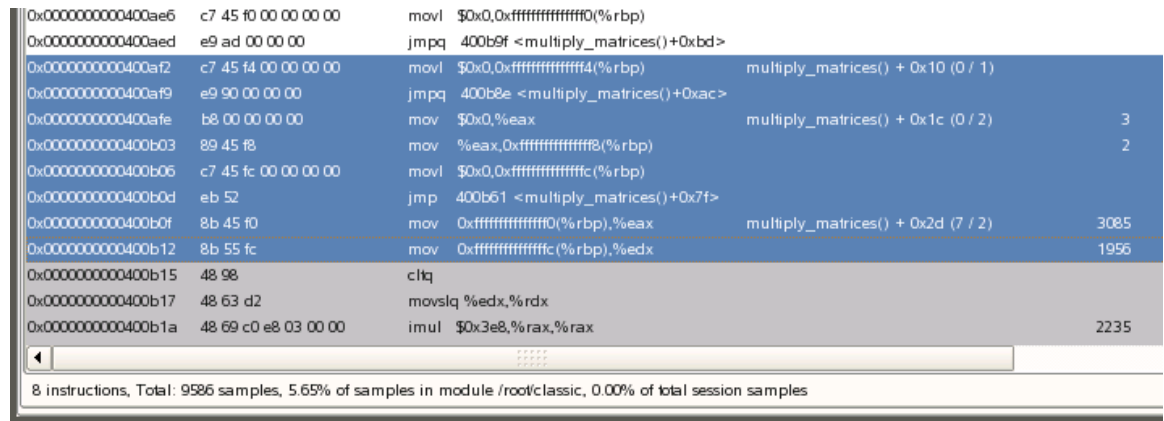 0x0000000000400ae6 c7 45 f0 00 00 00 00 movl $0x0,0xfffffffffffffff0(%rbp)
0x0000000000400aed e9 ad 00 00 00 jmpq 400b9f <multiply_matrices()+0xbd>
0x0000000000400af2 c7 45 f4 00 00 00 00 movl $0x0,0xfffffffffffffff4(%rbp) multiply_matrices() + 0x10 (0 / 1)
0x0000000000400af9 e9 90 00 00 00 jmpq 400b8e <multiply_matrices()+0xac>
0x0000000000400afe b8 00 00 00 00 mov $0x0,%eax multiply_matrices() + 0x1c (0 / 2) 3
0x0000000000400b03 89 45 f8 mov %eax,0xfffffffffffffff8(%rbp) 2
0x0000000000400b06 c7 45 fc 00 00 00 00 movl $0x0,0xfffffffffffffffc(%rbp)
0x0000000000400b0d eb 52 jmp 400b61 <multiply_matrices()+0x7f>
0x0000000000400b0f 8b 45 f0 mov 0xfffffffffffffff0(%rbp),%eax multiply_matrices() + 0x2d (7 / 2) 3085
0x0000000000400b12 8b 55 fc mov 0xfffffffffffffffc(%rbp),%edx 1956
0x0000000000400b15 48 98 cltq
0x0000000000400b17 48 63 d2 movslq %edx,%rdx
0x0000000000400b1a 48 69 c0 e8 03 00 00 imul $0x3e8,%rax,%rax 2235
8 instructions, Total: 9586 samples, 5.65% of samples in module /root/classic, 0.00% of total session samples